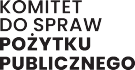 KOMITET
DO SPRAW
POŻYTKU
PUBLICZNEGO